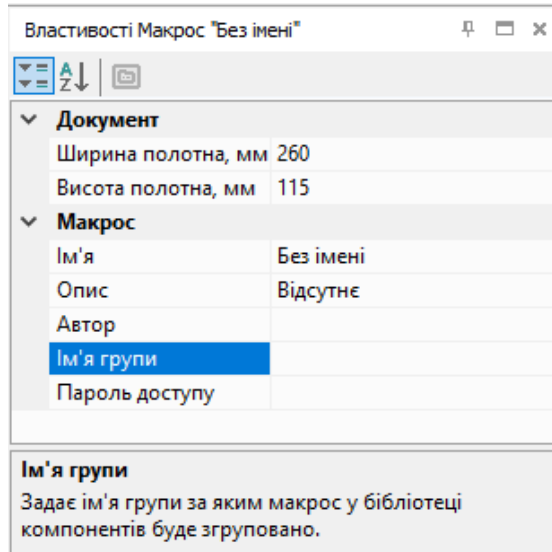 Властивості Макрос "Без імені"
Документ
Ширина полотна, мм 260
Висота полотна, мм 115
Макрос
Ім'я Без імені
Опис Відсутнє
Автор
Ім'я групи
Пароль доступу
Ім'я групи
Задає ім'я групи за яким макрос у бібліотеці
компонентів буде згруповано.